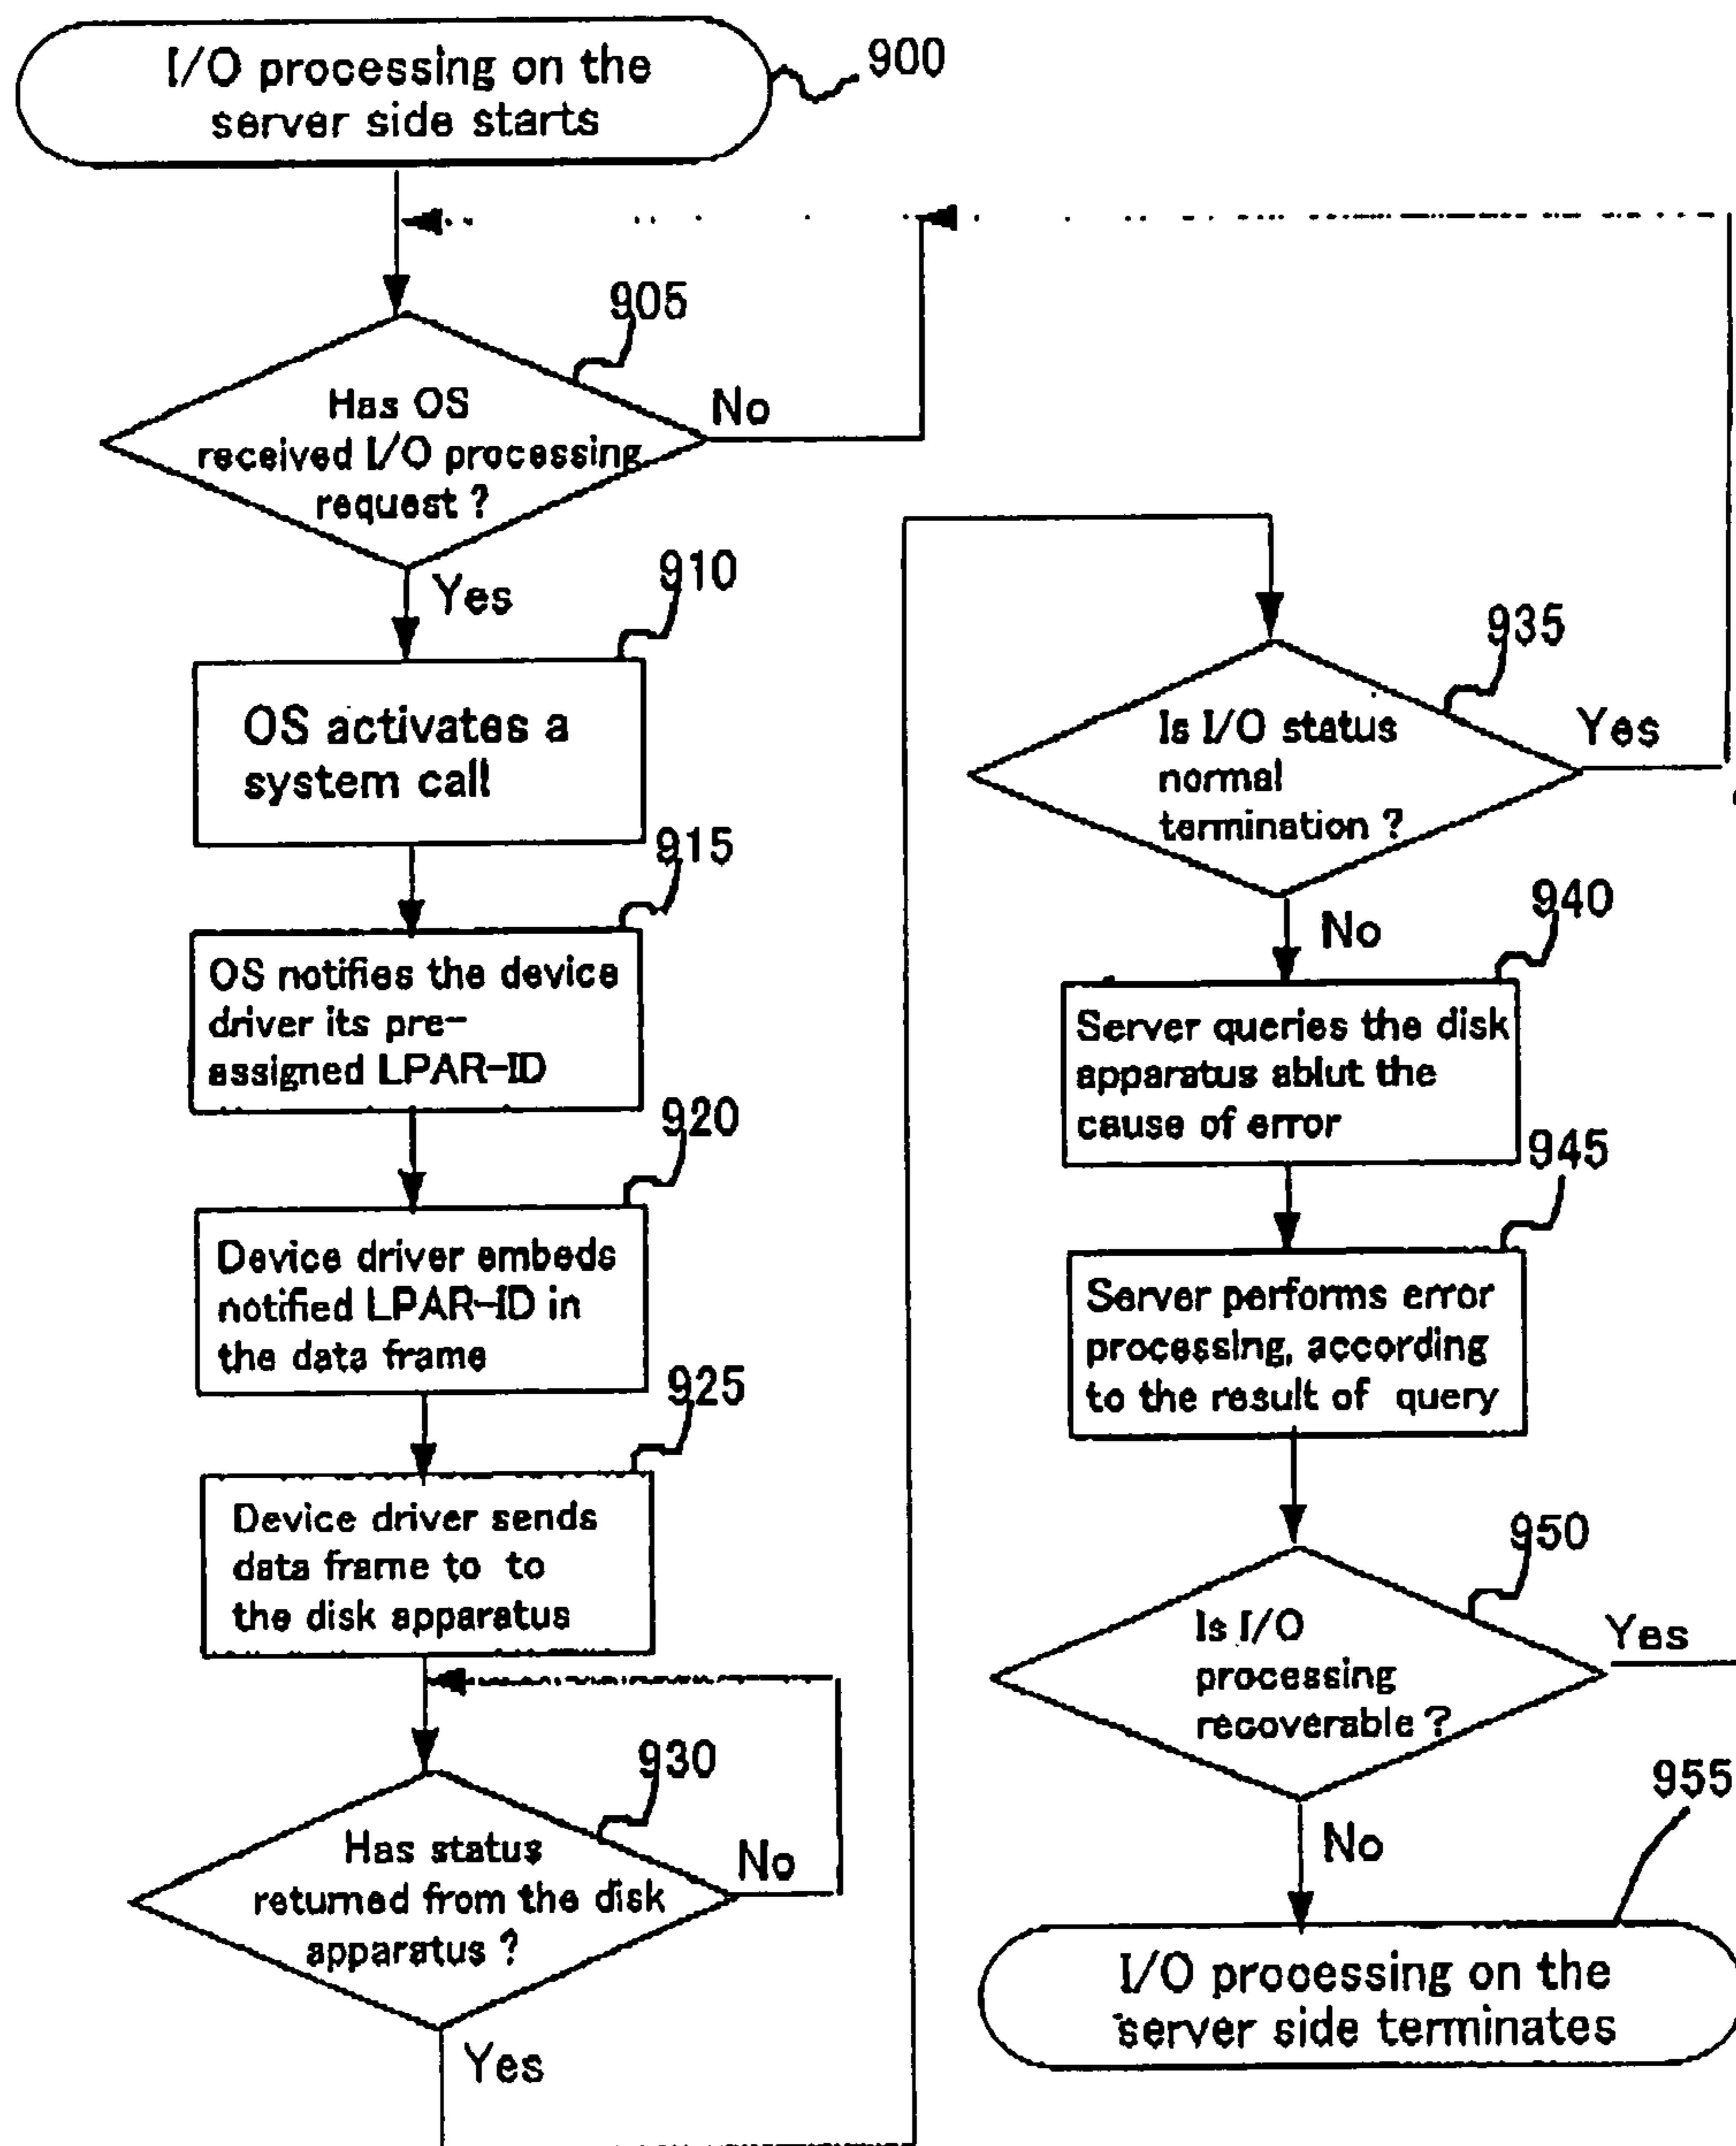 I/O processing on the
server side starts
900
905
Has OS
received I/O processing
request ?
No
Yes
910
OS activates a
system call
915
OS notifies the device
driver its pre-
assigned LPAR-ID
920
Device driver embeds
notified LPAR-ID in
the data frame
925
Device driver sends
data frame to to
the disk apparatus
930
Has status
returned from the disk
apparatus ?
No
Yes
935
Is I/O status
normal
termination ?
Yes
No
940
Server queries the disk
apparatus ablut the
cause of error
945
Server performs error
processing, according
to the result of query
950
Is I/O
processing
recoverable ?
Yes
No
955
I/O processing on the
server side terminates